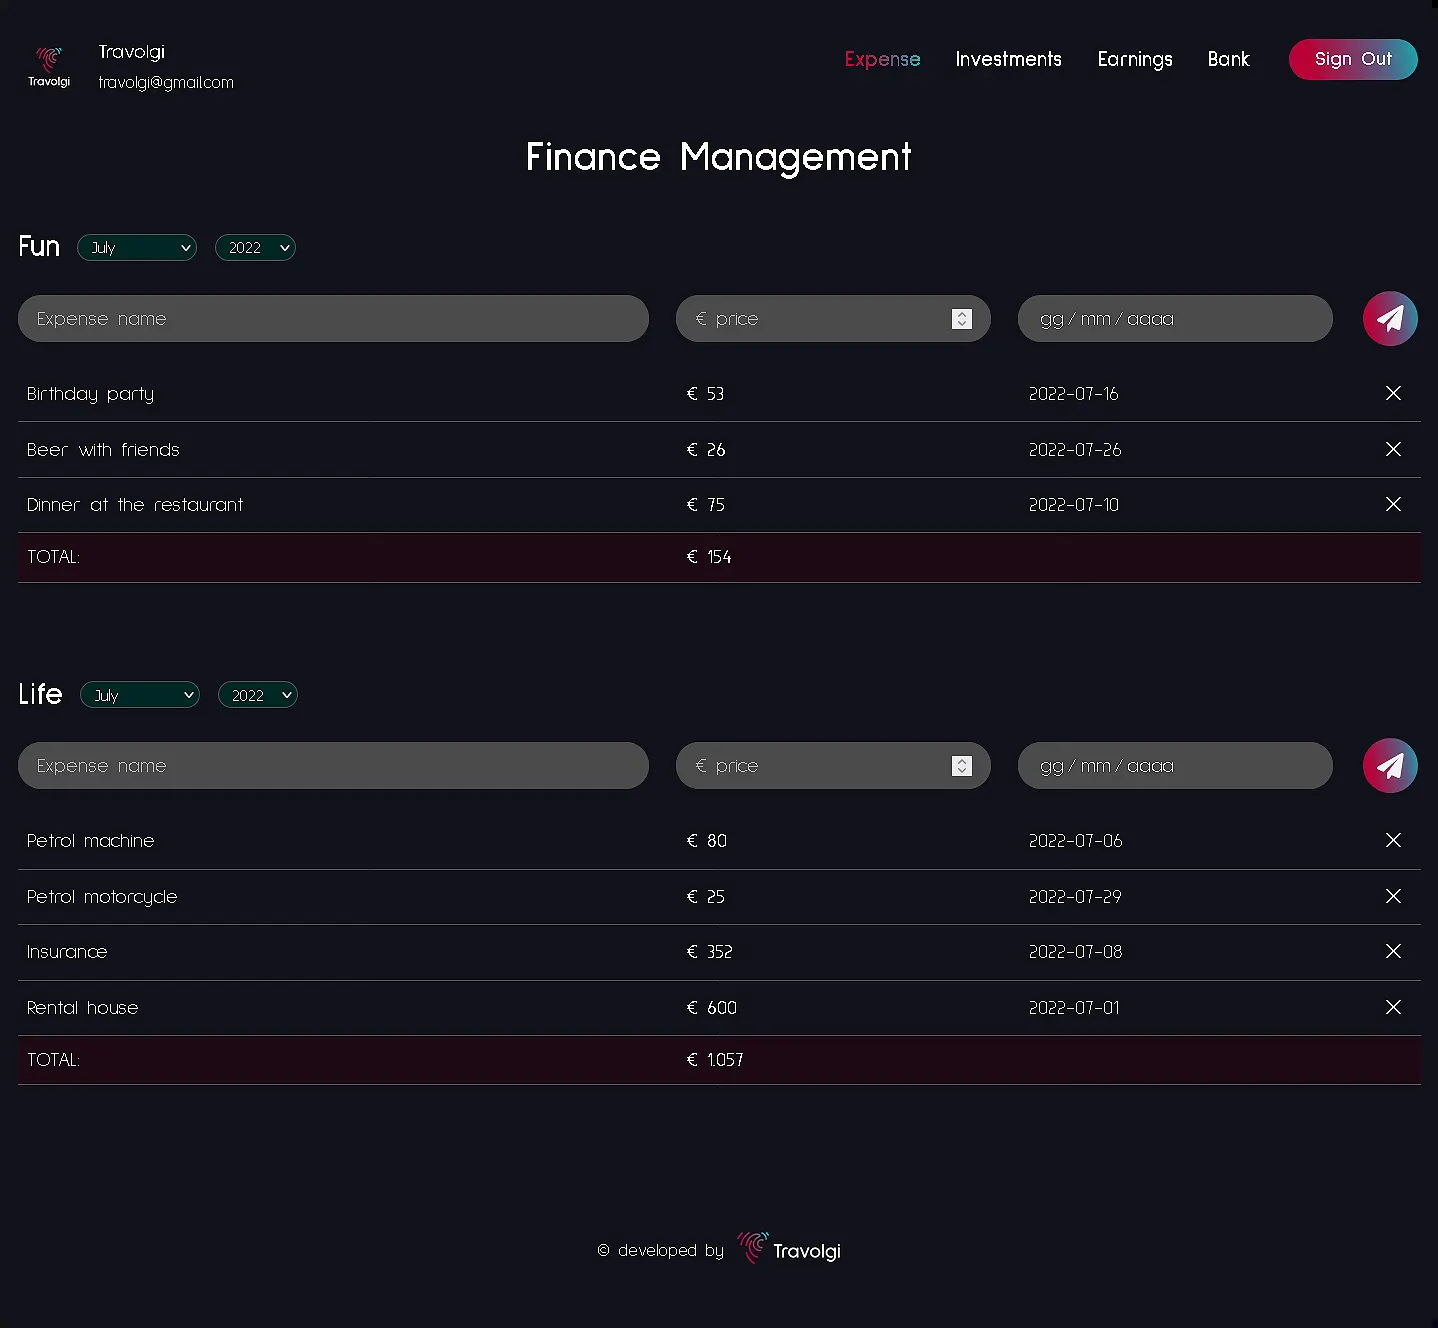 Travolgi
Travolgi
travolgi@gmail.com
Expense Investments Earnings Bank Sign Out
Finance Management
Fun July 2022
Expense name € price gg/mm/aaaa
Birthday party € 53 2022-07-16
Beer with friends € 26 2022-07-26
Dinner at the restaurant € 75 2022-07-10
TOTAL: € 154
Life July 2022
Expense name € price gg/mm/aaaa
Petrol machine € 80 2022-07-06
Petrol motorcycle € 25 2022-07-29
Insurance € 352 2022-07-08
Rental house € 600 2022-07-01
TOTAL: € 1.057
© developed by Travolgi